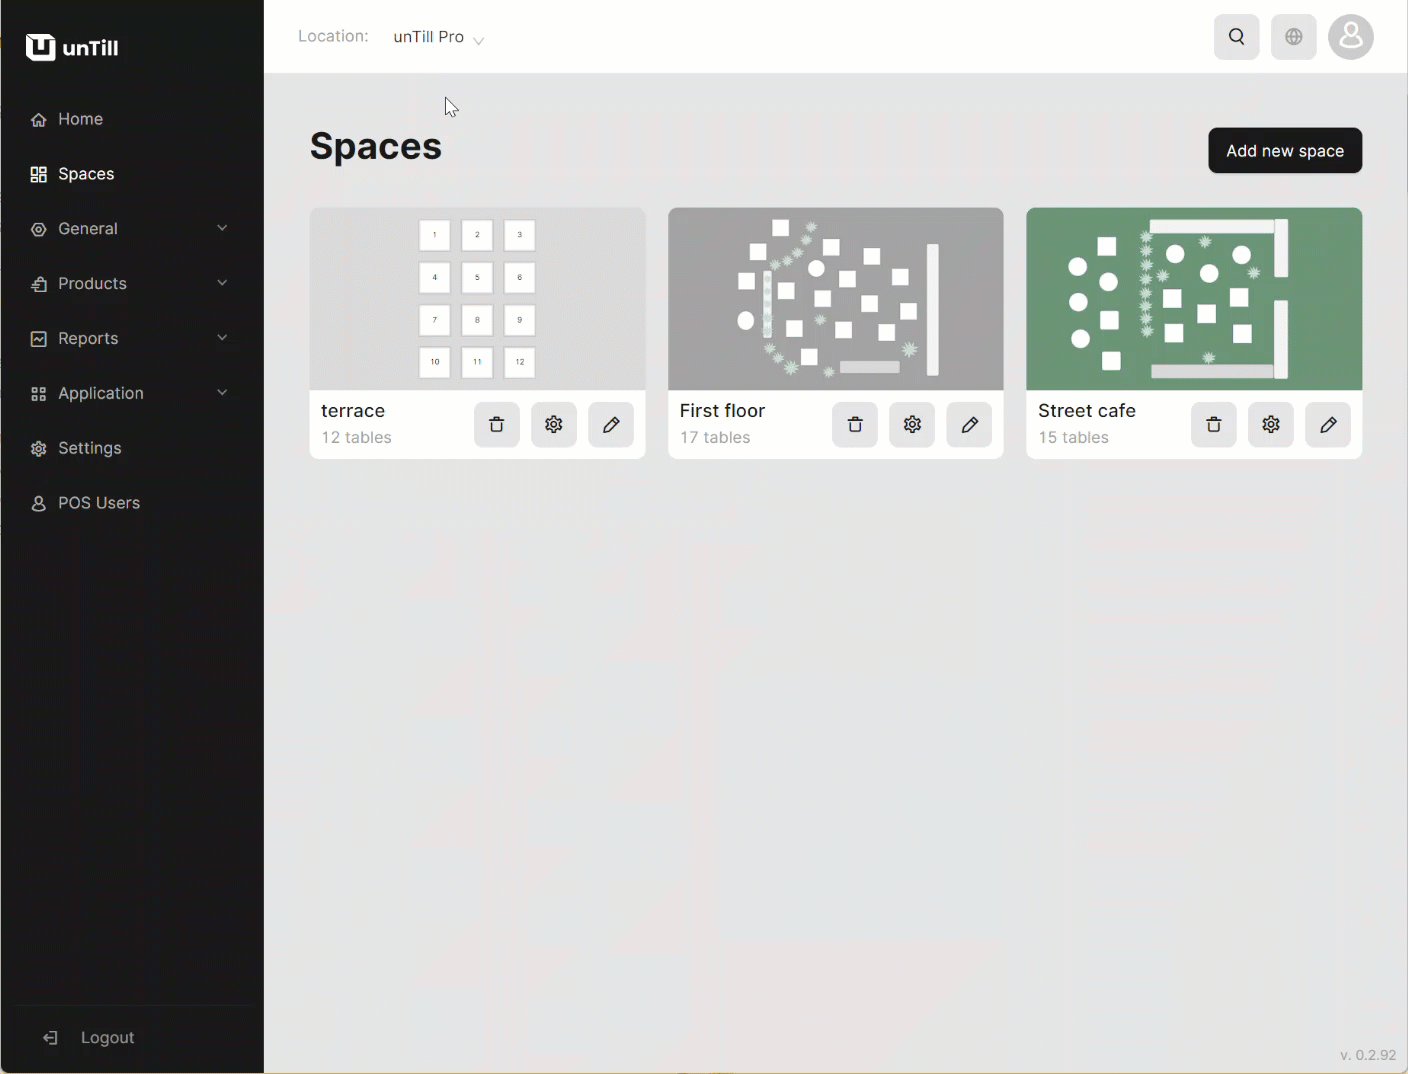 unTill
Location: unTill Pro
Home
Spaces
General
Products
Reports
Application
Settings
POS Users
Logout
Spaces
Add new space
1 2 3
4 5 6
7 8 9
10 11 12
terrace
12 tables
First floor
17 tables
Street cafe
15 tables
v. 0.2.92